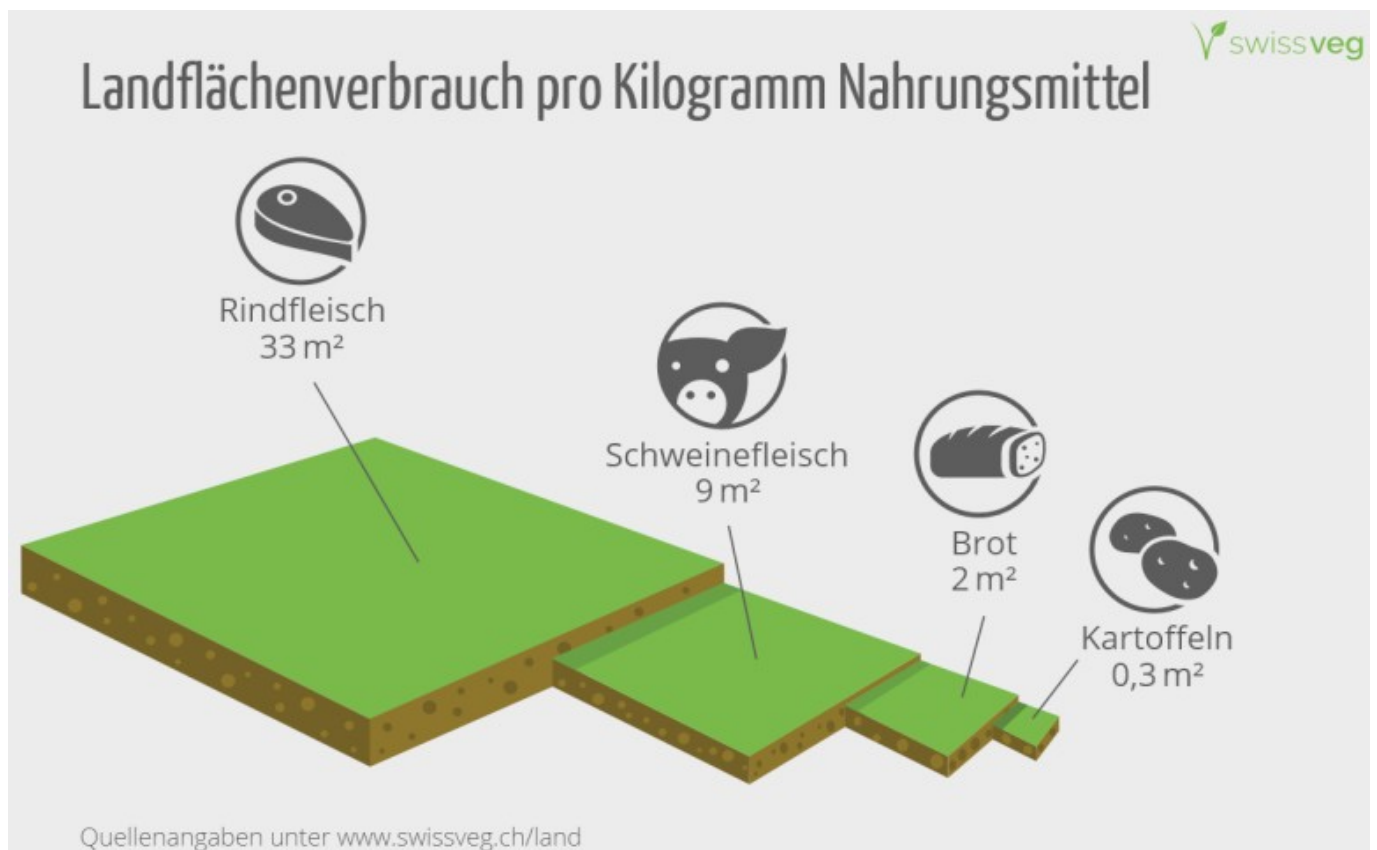 swissveg
Landflächenverbrauch pro Kilogramm Nahrungsmittel
Rindfleisch
33 m²
Schweinefleisch
9 m²
Brot
2 m²
Kartoffeln
0,3 m²
Quellenangaben unter www.swissveg.ch/land